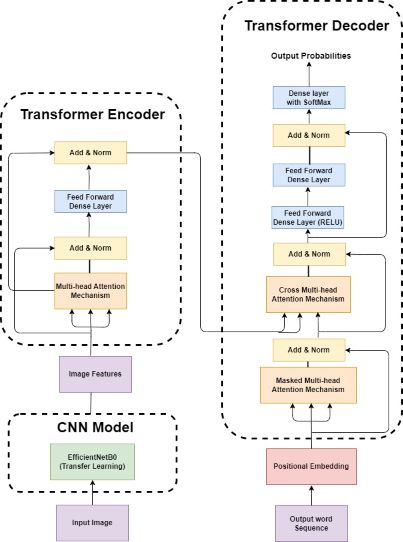 Transformer Decoder
Output Probabilities
Dense layer
with SoftMax
Add & Norm
Feed Forward
Dense Layer
Feed Forward
Dense Layer (RELU)
Add & Norm
Cross Multi-head
Attention Mechanism
Add & Norm
Masked Multi-head
Attention Mechanism
Positional Embedding
Output word
Sequence
Transformer Encoder
Add & Norm
Feed Forward
Dense Layer
Add & Norm
Multi-head Attention
Mechanism
Image Features
CNN Model
EfficientNetB0
(Transfer Learning)
Input Image